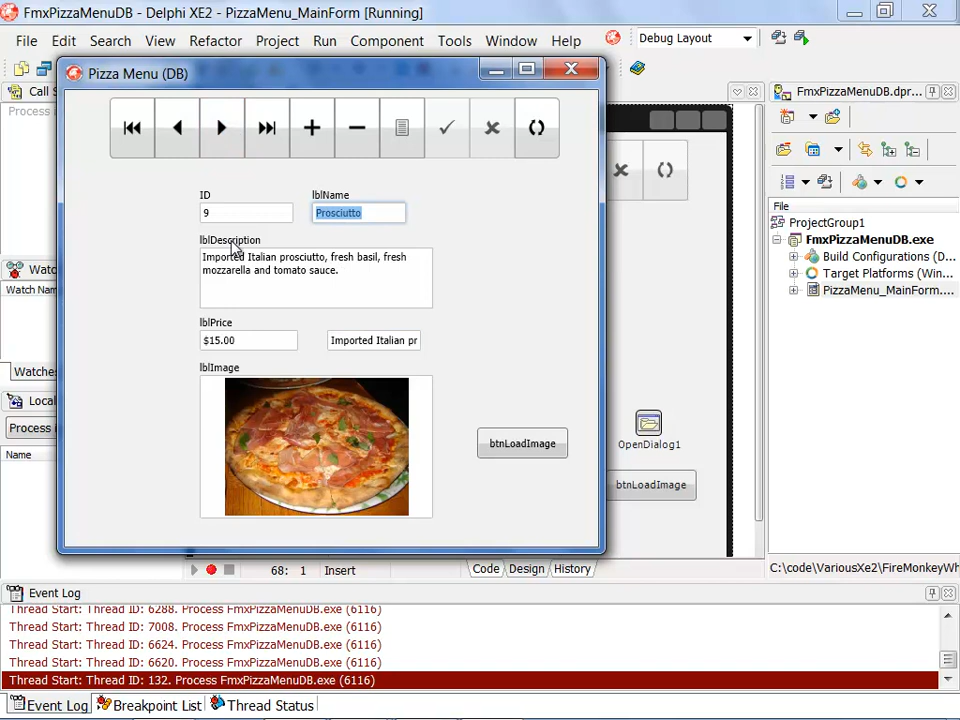 FmxPizzaMenuDB - Delphi XE2 - PizzaMenu_MainForm [Running]
File Edit Search View Refactor Project Run Component Tools Window Help Debug Layout
Call S
FmxPizzaMenuDB.dpr...
Process
Pizza Menu (DB)
ID
lblName
9
Prosciutto
lblDescription
Imported Italian prosciutto, fresh basil, fresh
mozzarella and tomato sauce.
lblPrice
$15.00
Imported Italian pr
lblImage
btnLoadImage
Watch Name
Watches
Loca
Process
Name
OpenDialog1
btnLoadImage
File
ProjectGroup1
FmxPizzaMenuDB.exe
Build Configurations (D...
Target Platforms (Win...
PizzaMenu_MainForm....
68: 1 Insert
Code Design History
C:\code\VariousXe2\FireMonkeyWh
Event Log
Thread Start: Thread ID: 6288. Process FmxPizzaMenuDB.exe (6116)
Thread Start: Thread ID: 7008. Process FmxPizzaMenuDB.exe (6116)
Thread Start: Thread ID: 6624. Process FmxPizzaMenuDB.exe (6116)
Thread Start: Thread ID: 6620. Process FmxPizzaMenuDB.exe (6116)
Thread Start: Thread ID: 132. Process FmxPizzaMenuDB.exe (6116)
Event Log Breakpoint List Thread Status